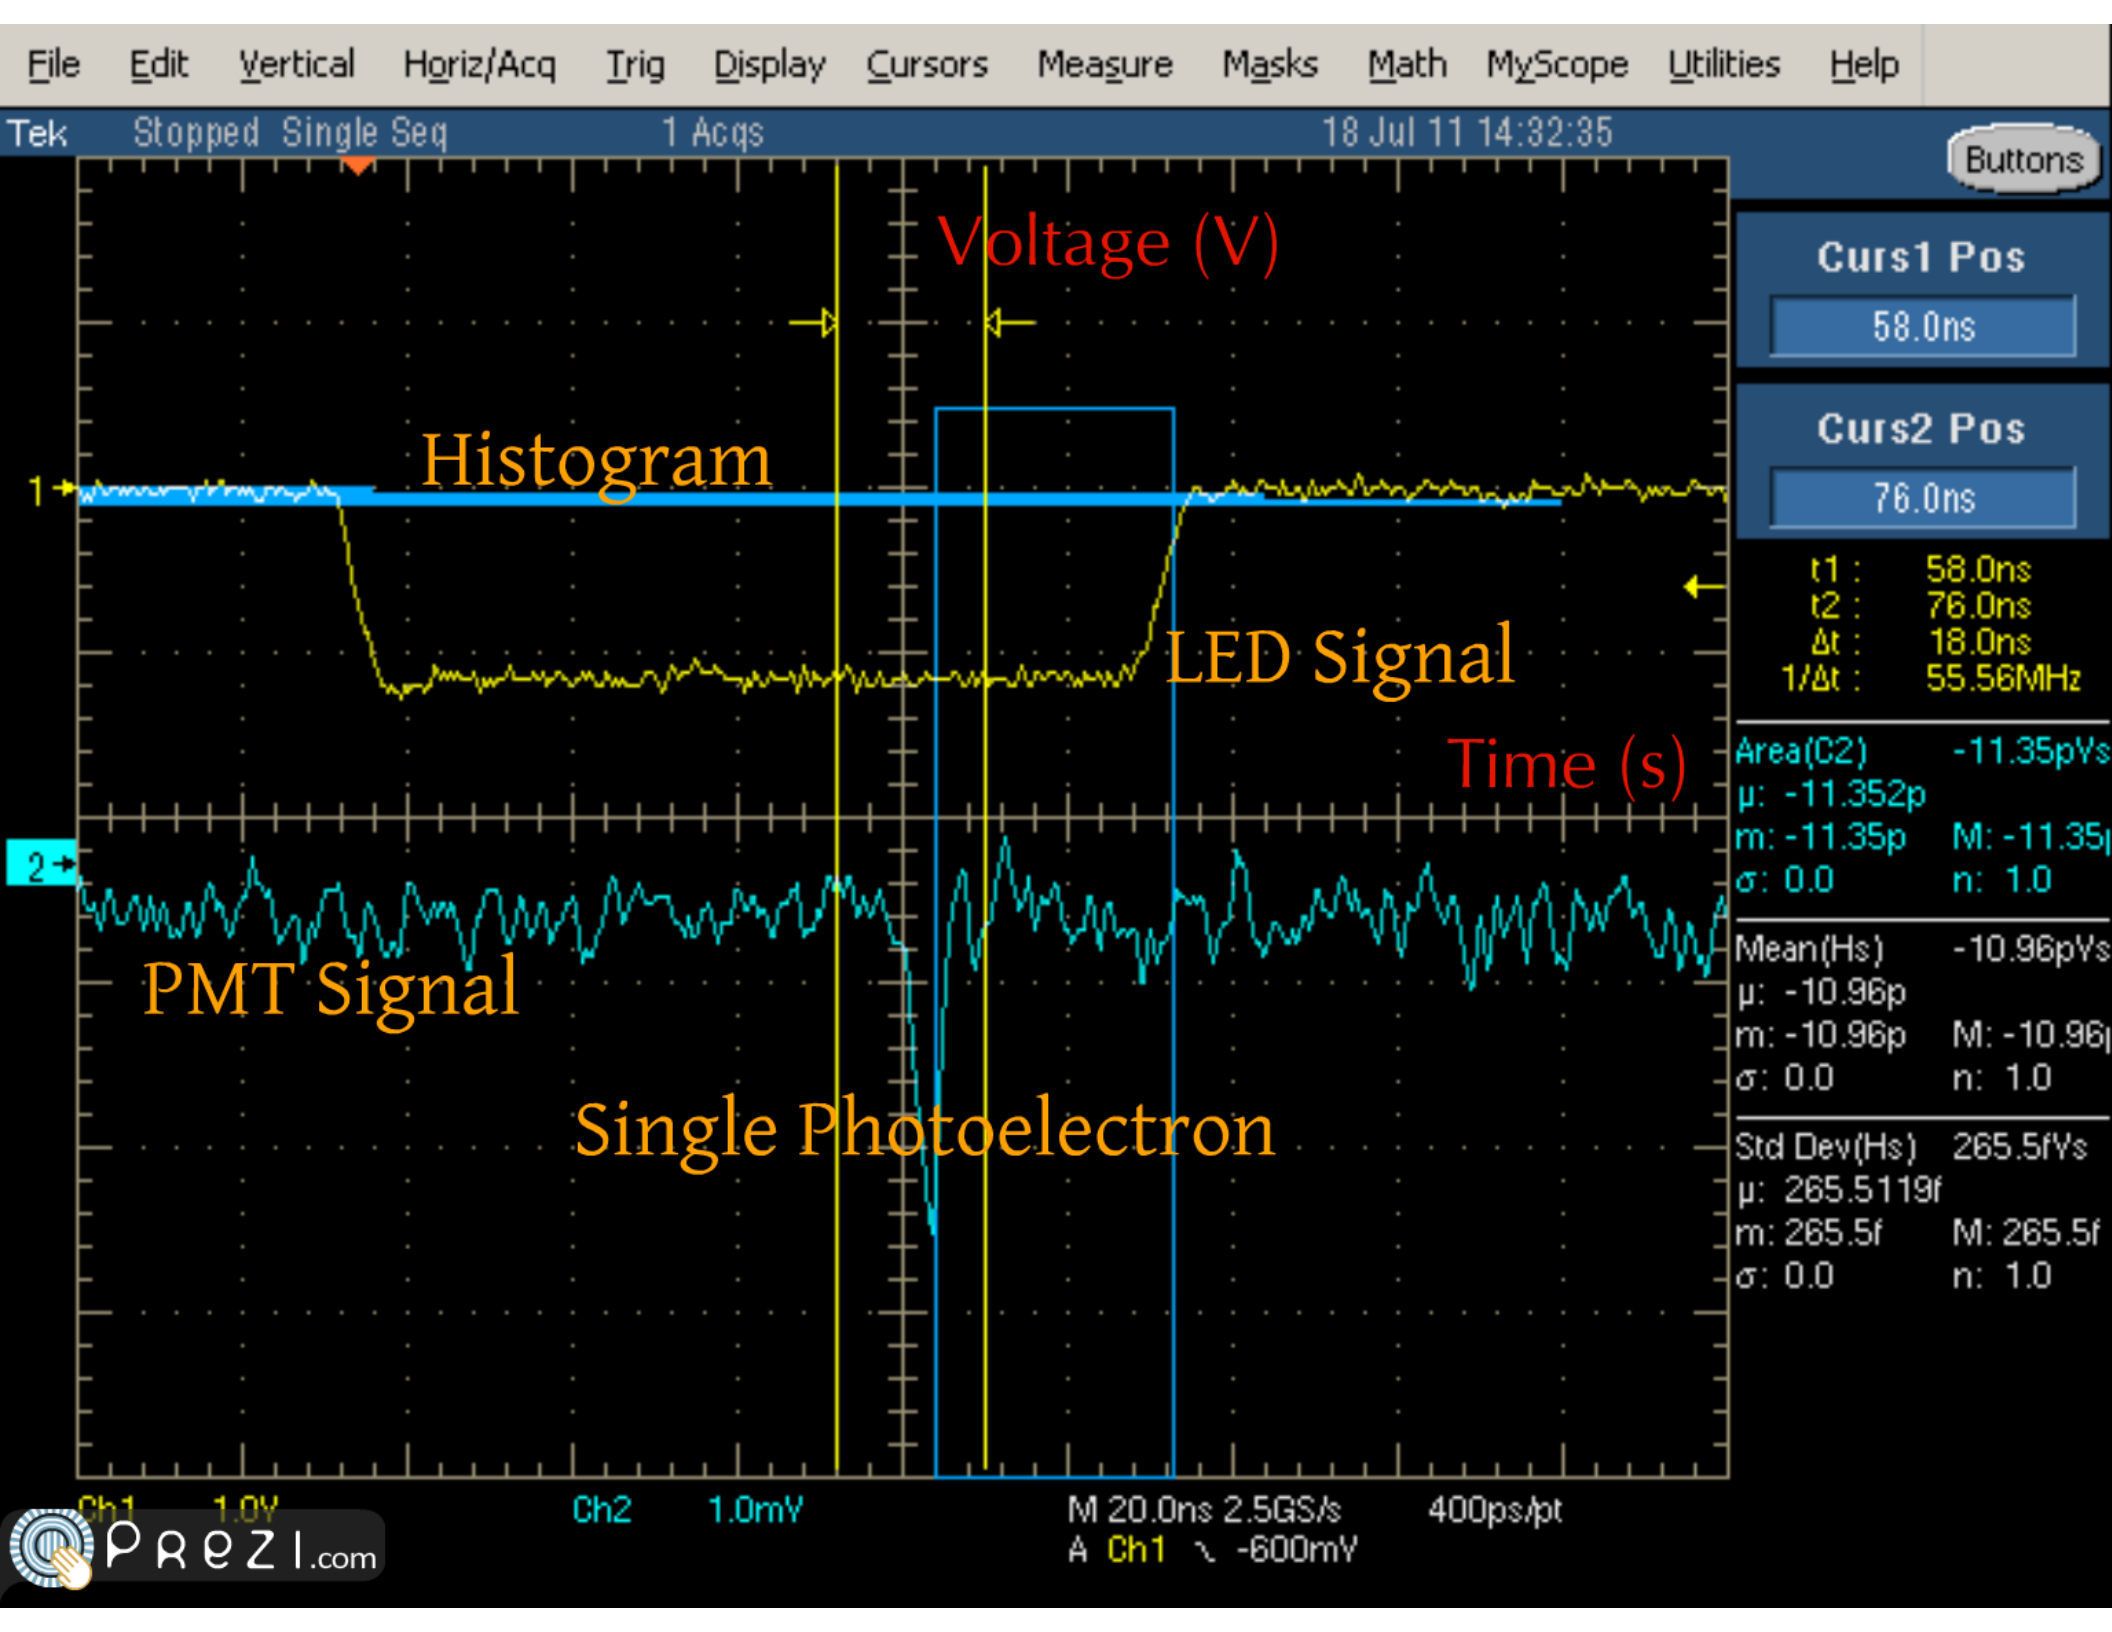 File Edit Vertical Horiz/Acq Trig Display Cursors Measure Masks Math MyScope Utilities Help
Tek Stopped Single Seq 1 Acqs 18 Jul 11 14:32:35 Buttons
Voltage (V)
Curs1 Pos
58.0ns
Curs2 Pos
76.0ns
Histogram
1
t1 : 58.0ns
t2 : 76.0ns
Δt : 18.0ns
1/Δt : 55.56MHz
LED Signal
Time (s)
Area(C2) -11.35pVs
µ: -11.352p
m: -11.35p M: -11.35p
σ: 0.0 n: 1.0
2
PMT Signal
Mean(Hs) -10.96pVs
µ: -10.96p
m: -10.96p M: -10.96p
σ: 0.0 n: 1.0
Single Photoelectron
Std Dev(Hs) 265.5fVs
µ: 265.5119f
m: 265.5f M: 265.5f
σ: 0.0 n: 1.0
Ch1 1.0V Ch2 1.0mV M 20.0ns 2.5GS/s 400ps/pt
A Ch1 -600mV
Prezi.com